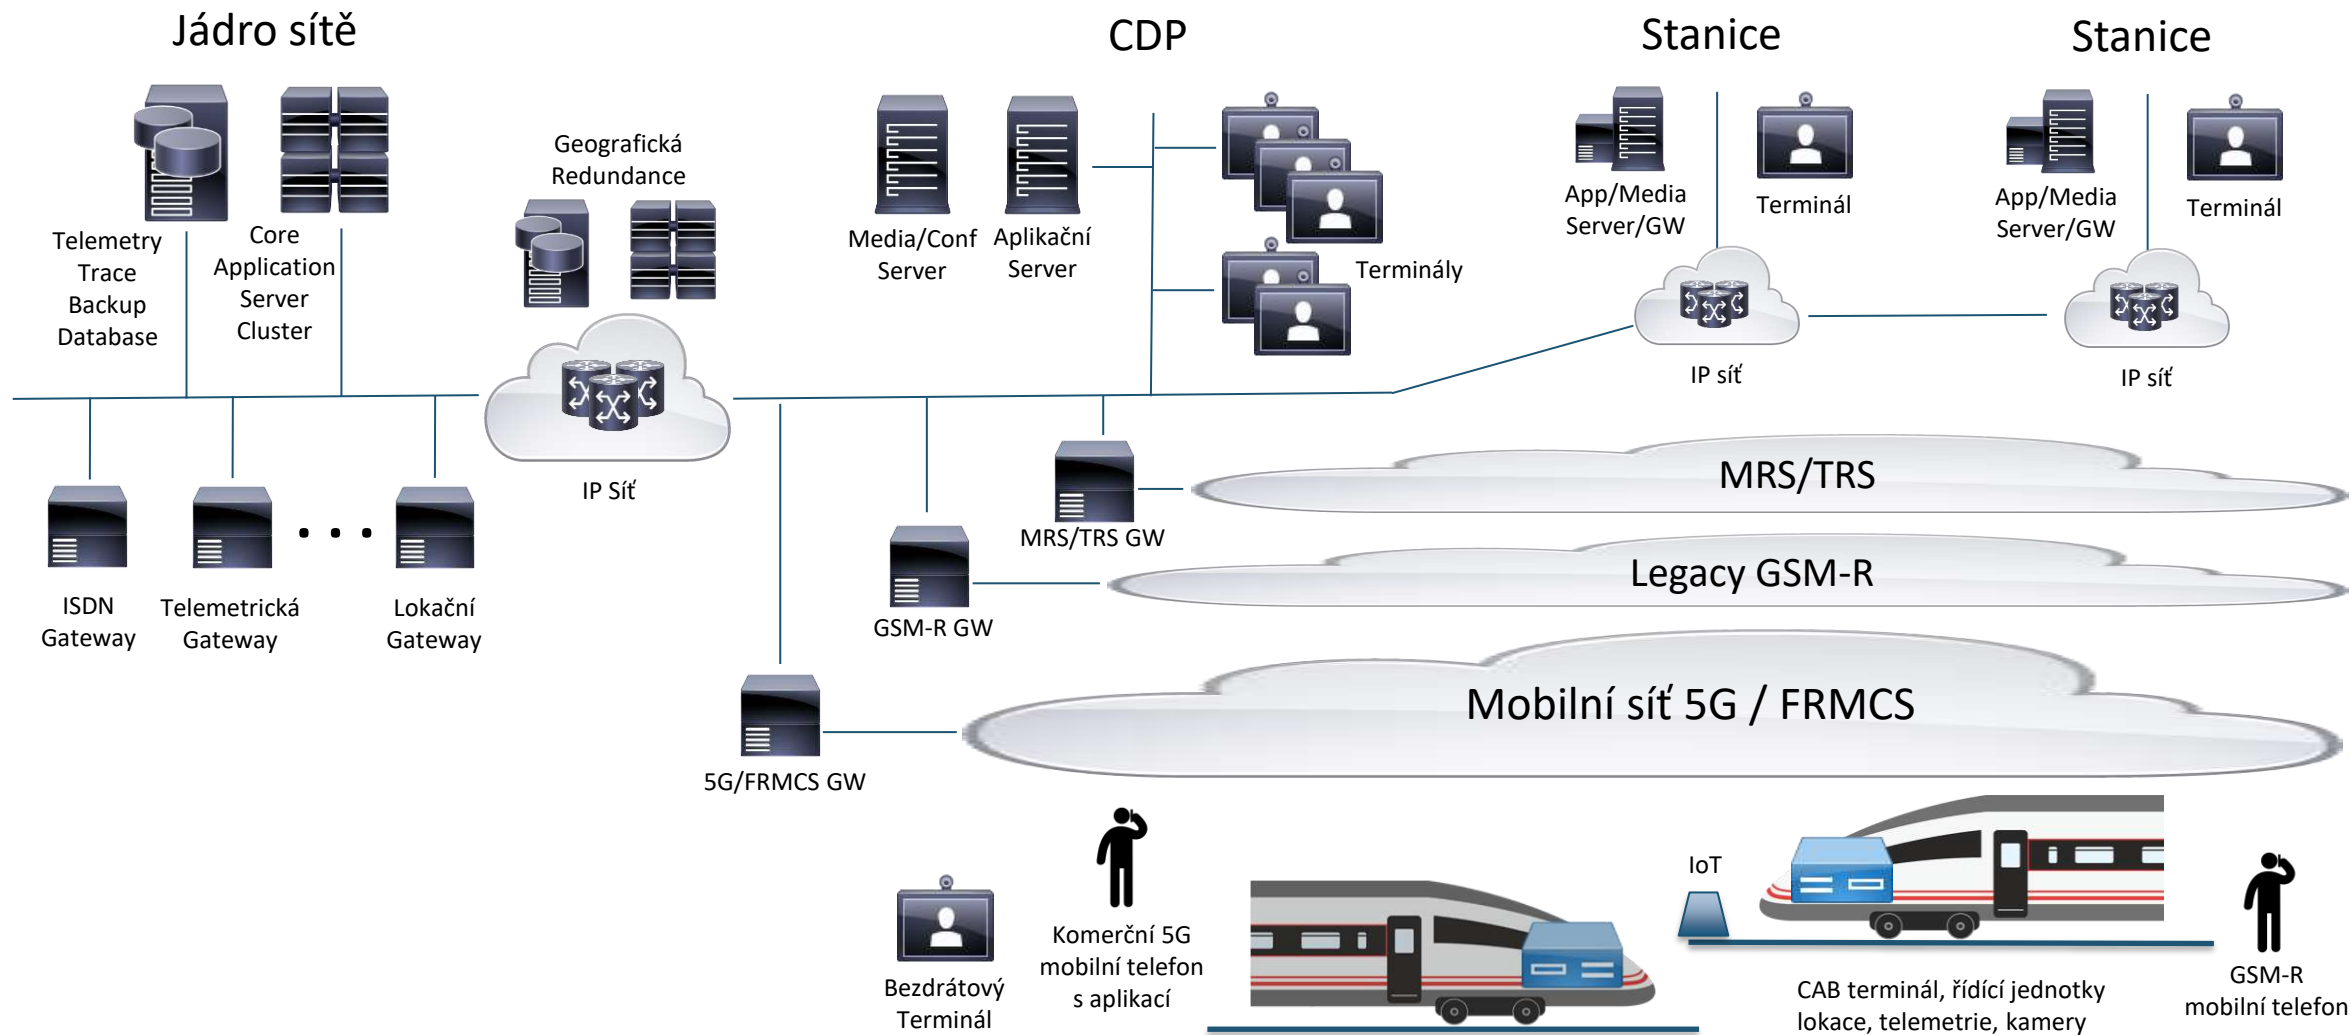 Jádro sítě
CDP
Stanice
Stanice
Geografická
Redundance
Telemetry
Trace
Backup
Database
Core
Application
Server
Cluster
Media/Conf
Server
Aplikační
Server
Terminály
App/Media
Server/GW
Terminál
App/Media
Server/GW
Terminál
IP síť
IP síť
IP Síť
ISDN
Gateway
Telemetrická
Gateway
. . .
Lokační
Gateway
MRS/TRS GW
MRS/TRS
GSM-R GW
Legacy GSM-R
5G/FRMCS GW
Mobilní síť 5G / FRMCS
Bezdrátový
Terminál
Komerční 5G
mobilní telefon
s aplikací
IoT
CAB terminál, řídící jednotky
lokace, telemetrie, kamery
GSM-R
mobilní telefon